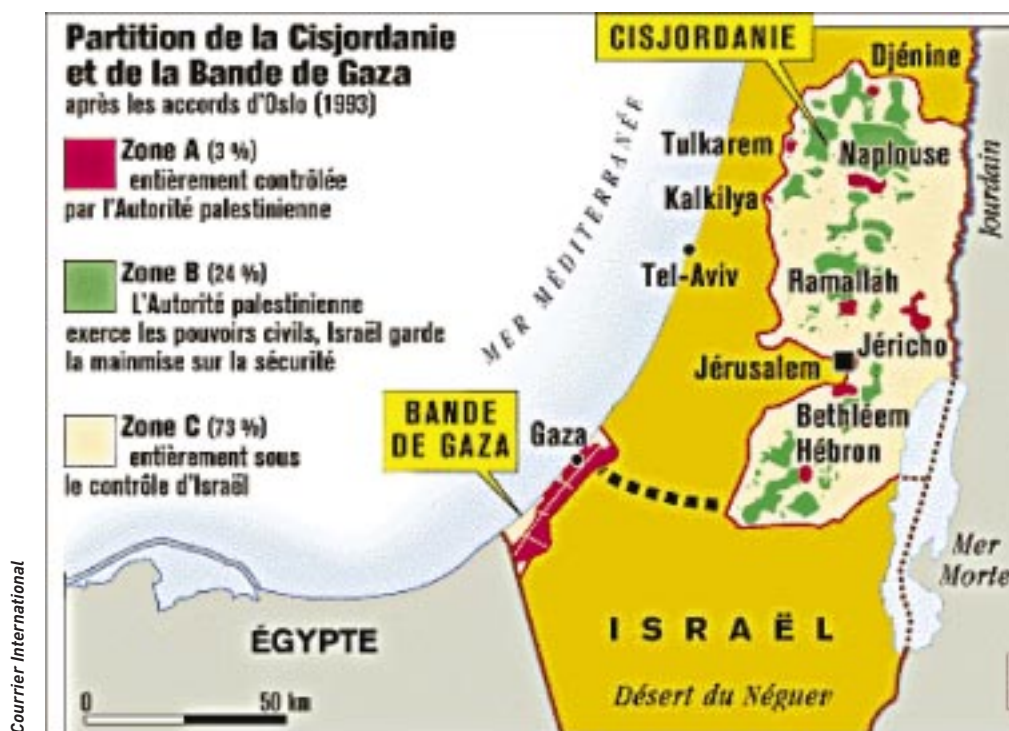 Partition de la Cisjordanie
et de la Bande de Gaza
après les accords d'Oslo (1993)
Zone A (3 %)
entièrement contrôlée
par l'Autorité palestinienne
Zone B (24 %)
L'Autorité palestinienne
exerce les pouvoirs civils, Israël garde
la mainmise sur la sécurité
Zone C (73 %)
entièrement sous
le contrôle d'Israël
CISJORDANIE
Djénine
MER MÉDITERRANÉE
Tulkarem
Naplouse
Kalkilya
Jourdain
Tel-Aviv
Ramallah
Jérusalem
Jéricho
BANDE
DE GAZA
Gaza
Bethléem
Hébron
Mer
Morte
ISRAËL
ÉGYPTE
Désert du Néguev
0 50 km
Courrier International